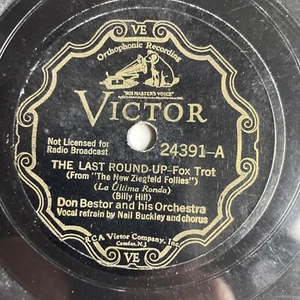 VE
Orthophonic Recording
"HIS MASTER'S VOICE"
VICTOR
Not Licensed for
Radio Broadcast
24391-A
THE LAST ROUND-UP-Fox Trot
(From "The New Ziegfeld Follies")
(La Última Ronda)
(Billy Hill)
Don Bestor and his Orchestra
Vocal refrain by Neil Buckley and chorus
RCA Victor Company, Inc.
Camden, N.J.
VE